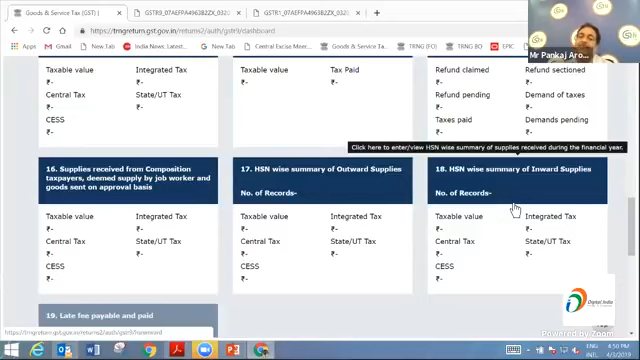 Goods & Service Tax (GST)
GSTR9_07AEFPA4963B2ZX_032
GSTR1_07AEFPA4963B2ZX_032
https://trngreturn.gst.gov.in/returns2/auth/gstr9/dashboard
Gmail
New Tab
India News, Latest
New Tab
Central Excise Meer
TRNG
TRNG BO
EPIC
Mr Pankaj Aro
Taxable value
Integrated Tax
₹-
₹-
Central Tax
State/UT Tax
₹-
₹-
CESS
₹-
Taxable value
Tax Paid
₹-
₹-
Refund claimed
Refund sectioned
₹-
₹-
Refund pending
Demand of taxes
₹-
₹-
Taxes paid
Demands pending
₹-
₹-
Click here to enter/view HSN wise summary of supplies received during the financial year.
16. Supplies received from Composition
taxpayers, deemed supply by job worker and
goods sent on approval basis
Taxable value
Integrated Tax
₹-
₹-
Central Tax
State/UT Tax
₹-
₹-
CESS
₹-
17. HSN wise summary of Outward Supplies
No. of Records-
Taxable value
Integrated Tax
₹-
₹-
Central Tax
State/UT Tax
₹-
₹-
CESS
₹-
18. HSN wise summary of Inward Supplies
No. of Records-
Taxable value
Integrated Tax
₹-
₹-
Central Tax
State/UT Tax
₹-
₹-
CESS
₹-
19. Late fee payable and paid
https://trngreturn.gst.gov.in/returns2/auth/gstr9/hsninward
Digital India
Powered by Zoom
ENG
INTL
4:50 PM
4/3/2019